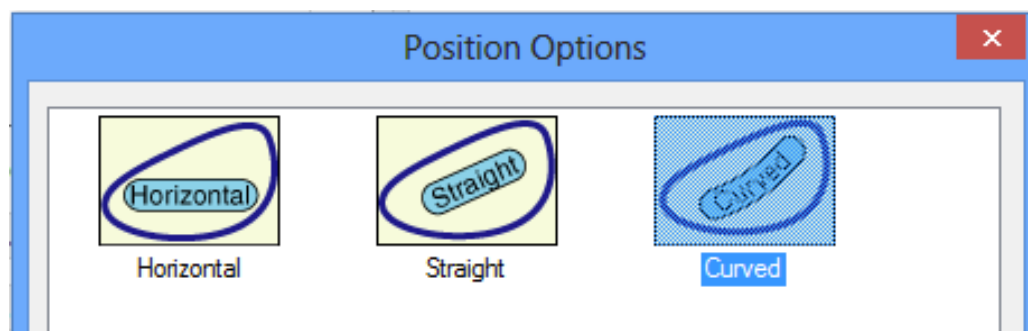 Position Options
Horizontal
Straight
Curved
Horizontal
Straight
Curved